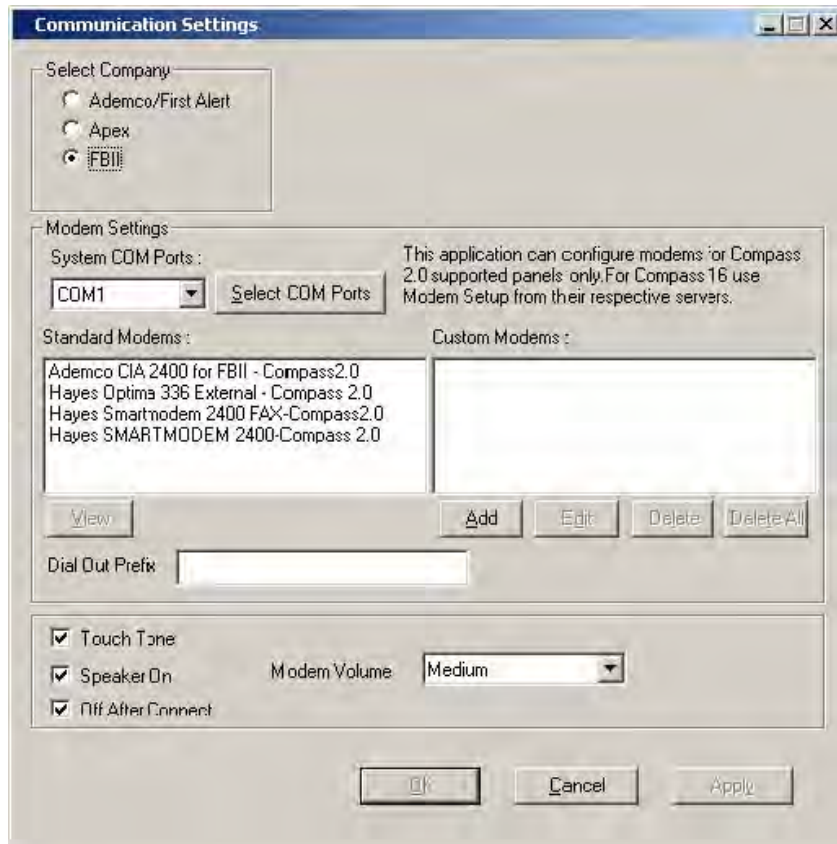 Communication Settings
Select Company
Ademco/First Alert
Apex
FBII
Modem Settings
System COM Ports :
COM1
Select COM Ports
This application can configure modems for Compass
2.0 supported panels only.For Compass 16 use
Modem Setup from their respective servers.
Standard Modems :
Ademco CIA 2400 for FBII - Compass2.0
Hayes Optima 336 External - Compass 2.0
Hayes Smartmodem 2400 FAX-Compass2.0
Hayes SMARTMODEM 2400-Compass 2.0
Custom Modems :
View
Add
Edit
Delete
Delete All
Dial Out Prefix
Touch Tone
Speaker On
Off After Connect
Modem Volume
Medium
OK
Cancel
Apply